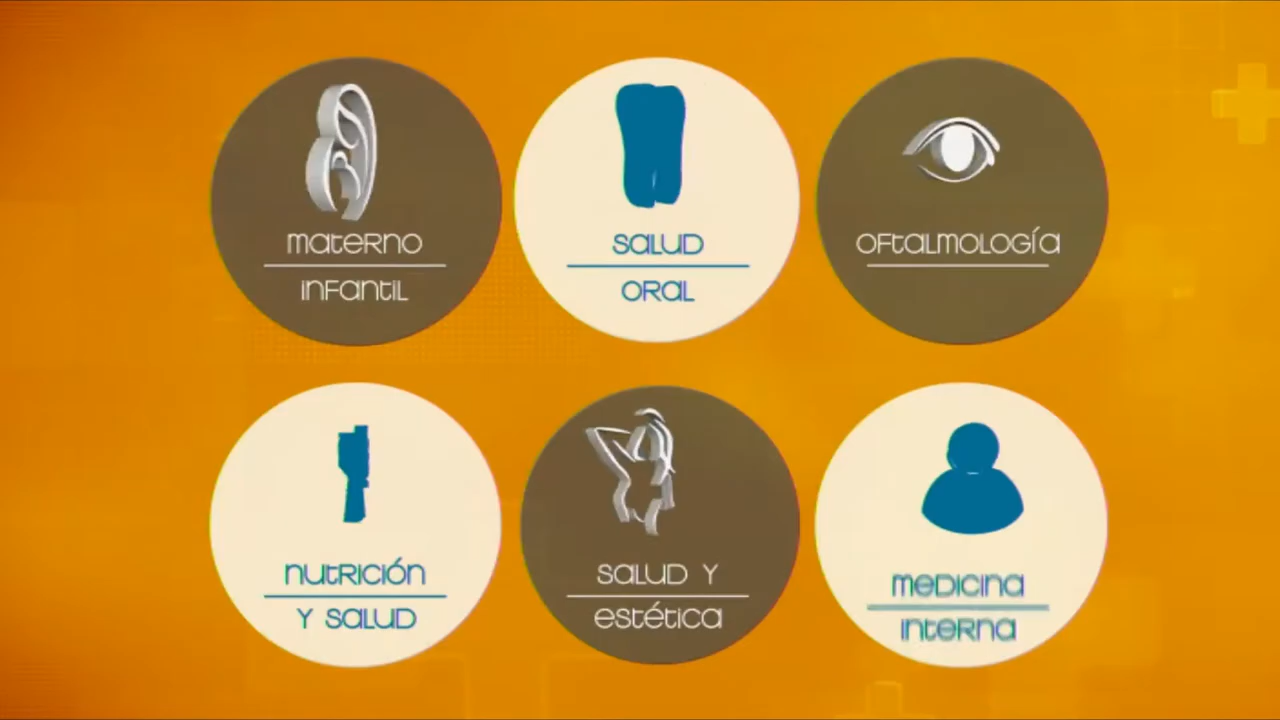 Materno
infantil
Salud
Oral
Oftalmología
Nutrición
y Salud
Salud y
Estética
Medicina
Interna